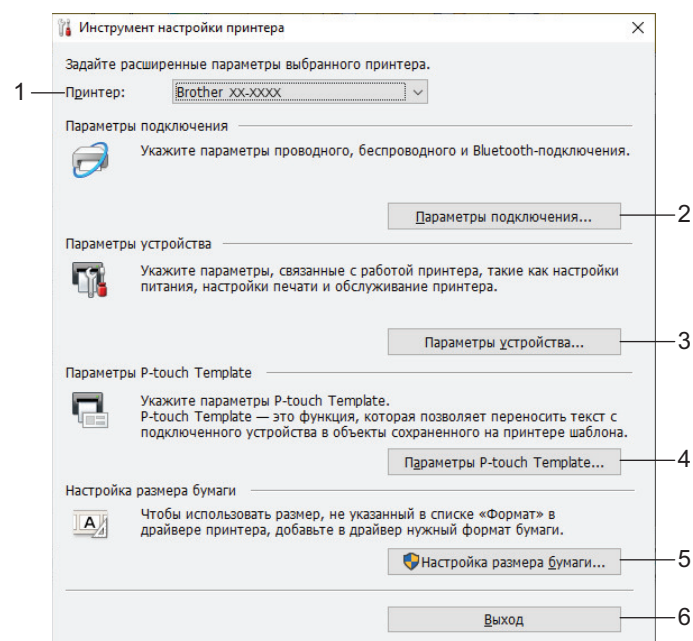 Инструмент настройки принтера
Задайте расширенные параметры выбранного принтера.
1 Принтер: Brother XX-XXXX
Параметры подключения
Укажите параметры проводного, беспроводного и Bluetooth-подключения.
Параметры подключения... 2
Параметры устройства
Укажите параметры, связанные с работой принтера, такие как настройки
питания, настройки печати и обслуживание принтера.
Параметры устройства... 3
Параметры P-touch Template
Укажите параметры P-touch Template.
P-touch Template — это функция, которая позволяет переносить текст с
подключенного устройства в объекты сохраненного на принтере шаблона.
Параметры P-touch Template... 4
Настройка размера бумаги
A
Чтобы использовать размер, не указанный в списке «Формат» в
драйвере принтера, добавьте в драйвер нужный формат бумаги.
Настройка размера бумаги... 5
Выход 6